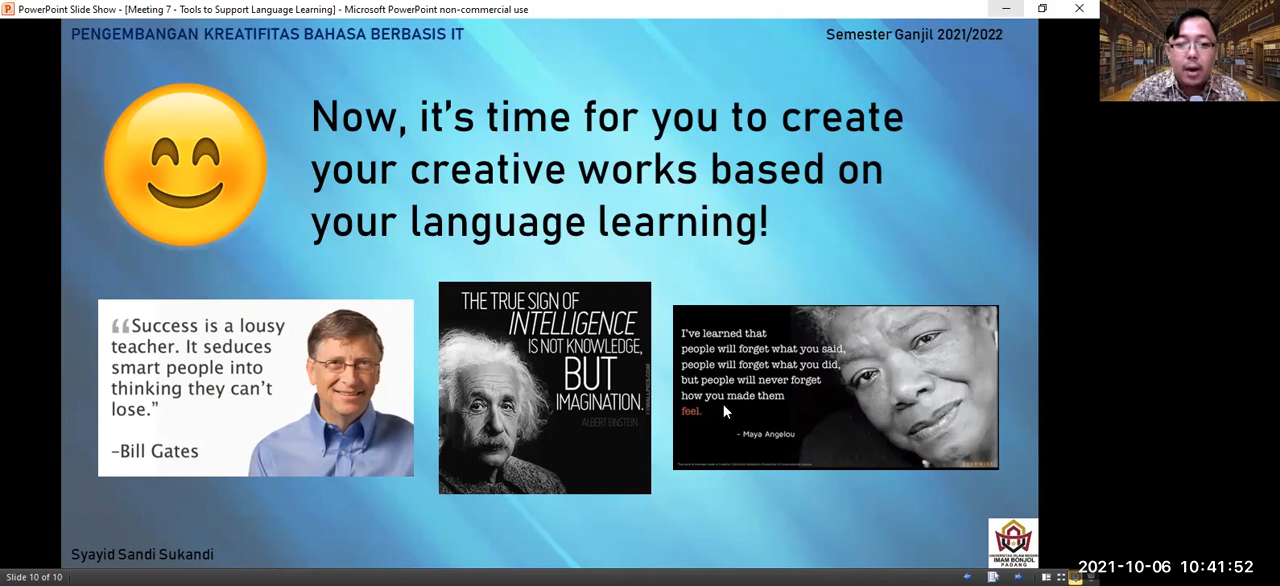 PowerPoint Slide Show - [Meeting 7 - Tools to Support Language Learning] - Microsoft PowerPoint non-commercial use
PENGEMBANGAN KREATIFITAS BAHASA BERBASIS IT
Semester Ganjil 2021/2022
Now, it's time for you to create
your creative works based on
your language learning!
“Success is a lousy
teacher. It seduces
smart people into
thinking they can't
lose.”
–Bill Gates
THE TRUE SIGN OF
INTELLIGENCE
IS NOT KNOWLEDGE,
BUT
IMAGINATION.
ALBERT EINSTEIN
I've learned that
people will forget what you said,
people will forget what you did,
but people will never forget
how you made them
feel.
- Maya Angelou
Syayid Sandi Sukandi
UNIVERSITAS ISLAM NEGERI
IMAM BONJOL
PADANG
2021-10-06 10:41:52
Slide 10 of 10